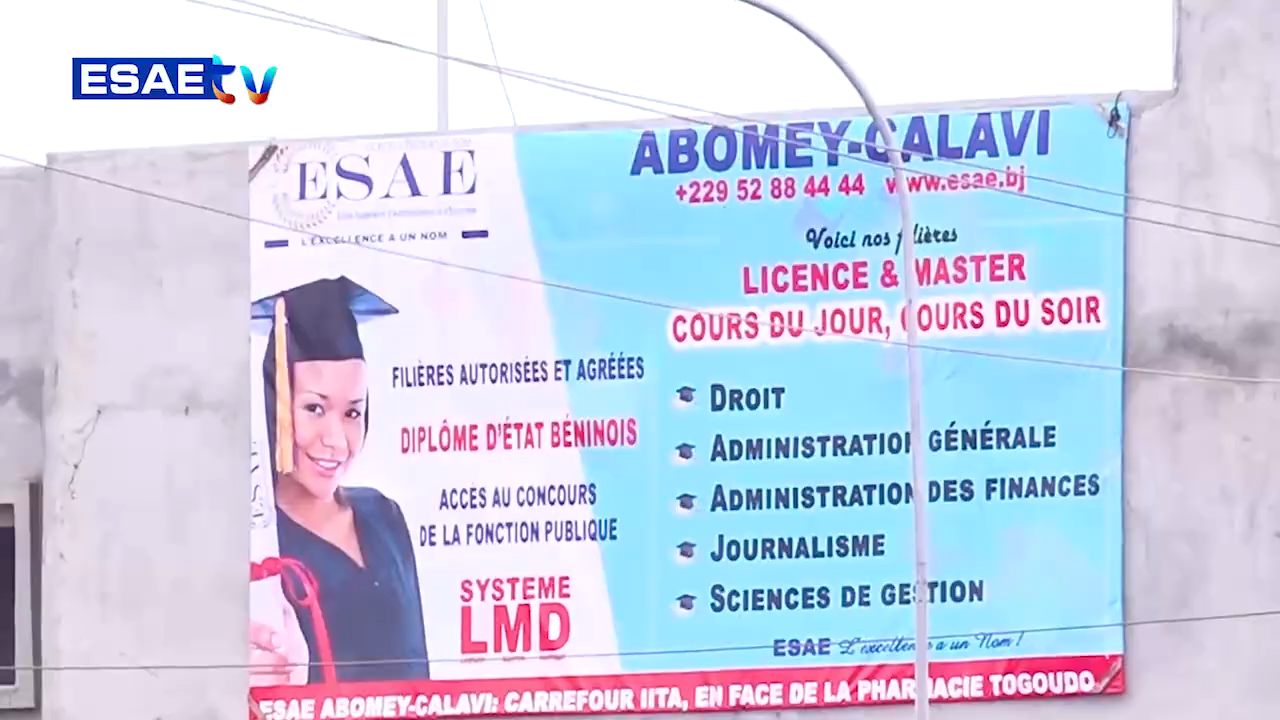 ESAE tv
ESAE
L'EXCELLENCE A UN NOM
ABOMEY-CALAVI
+229 52 88 44 44 www.esae.bj
Voici nos filières
LICENCE & MASTER
COURS DU JOUR, COURS DU SOIR
FILIÈRES AUTORISÉES ET AGRÉÉES
DIPLÔME D'ÉTAT BÉNINOIS
ACCÈS AU CONCOURS
DE LA FONCTION PUBLIQUE
SYSTEME
LMD
DROIT
ADMINISTRATION GÉNÉRALE
ADMINISTRATION DES FINANCES
JOURNALISME
SCIENCES DE GESTION
ESAE L'excellence a un Nom !
ESAE
ESAE ABOMEY-CALAVI: CARREFOUR IITA, EN FACE DE LA PHARMACIE TOGOUDO